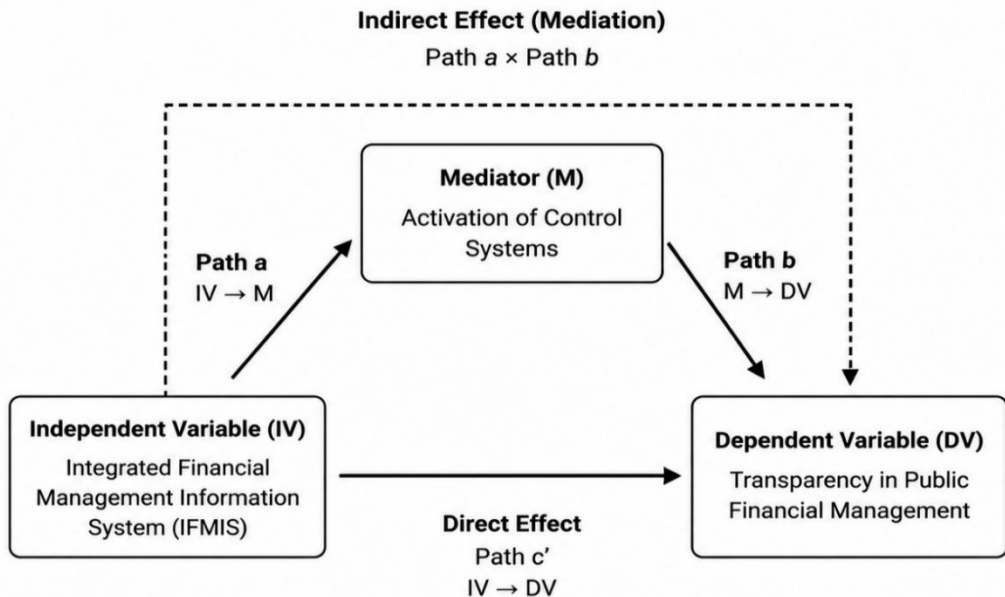 Indirect Effect (Mediation)
Path a × Path b
Mediator (M)
Activation of Control
Systems
Path a
IV → M
Path b
M → DV
Independent Variable (IV)
Integrated Financial
Management Information
System (IFMIS)
Dependent Variable (DV)
Transparency in Public
Financial Management
Direct Effect
Path c’
IV → DV